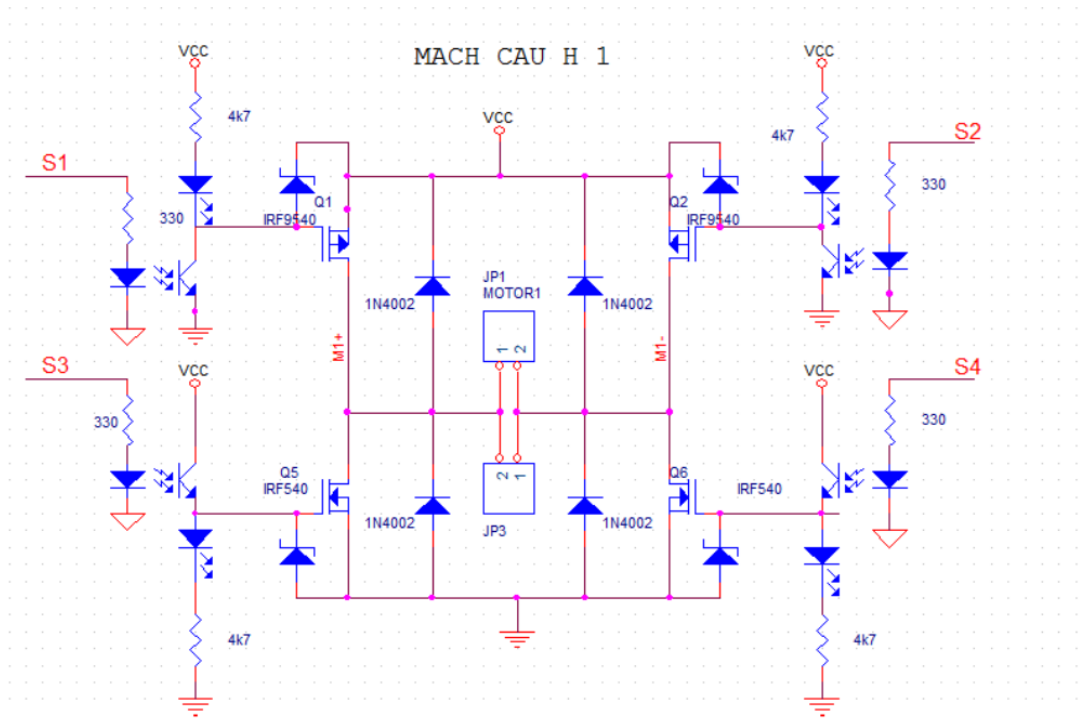 MACH CAU H 1
VCC
VCC
VCC
4k7
4k7
S1
S2
330
330
Q1
IRF9540
Q2
IRF9540
1N4002
1N4002
JP1
MOTOR1
1 2
M1+
M1-
S3
S4
VCC
VCC
330
330
Q5
IRF540
Q6
IRF540
2 1
JP3
1N4002
1N4002
4k7
4k7